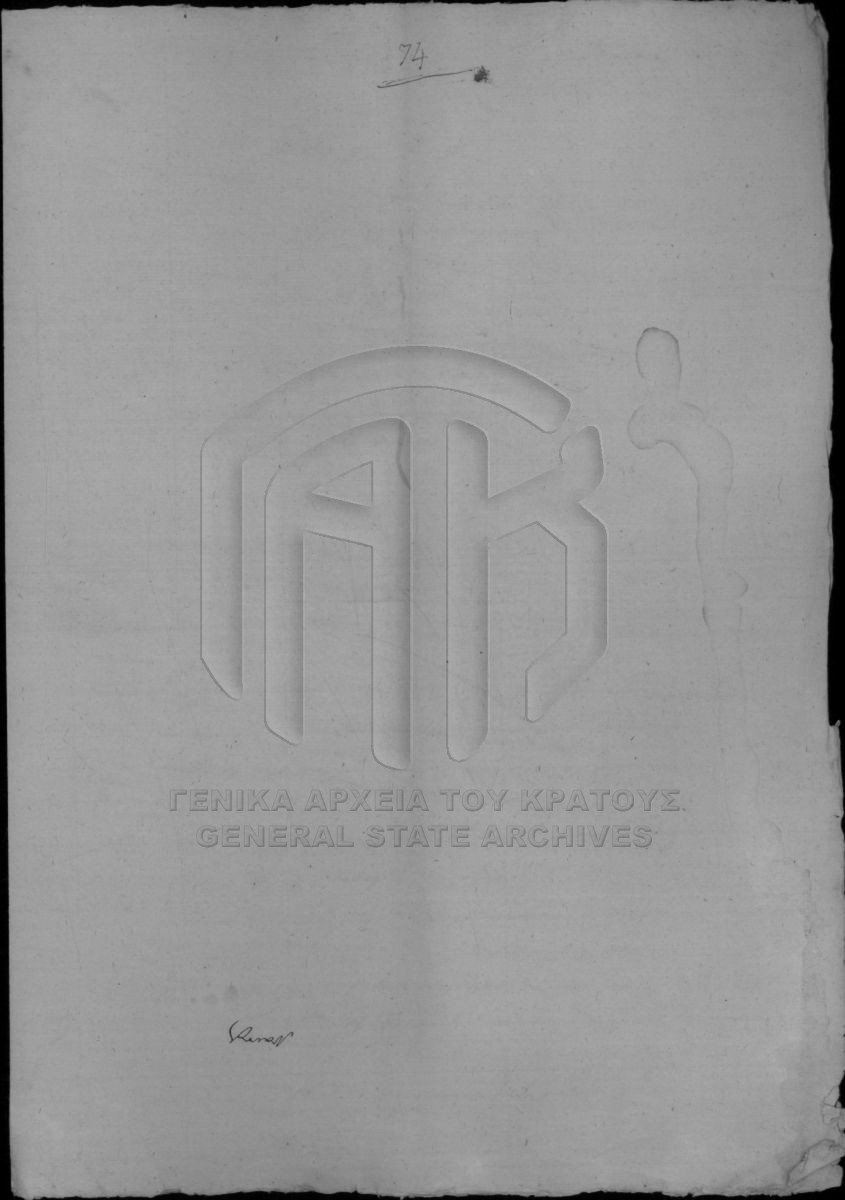 74
ΓΕΝΙΚΑ ΑΡΧΕΙΑ ΤΟΥ ΚΡΑΤΟΥΣ
GENERAL STATE ARCHIVES